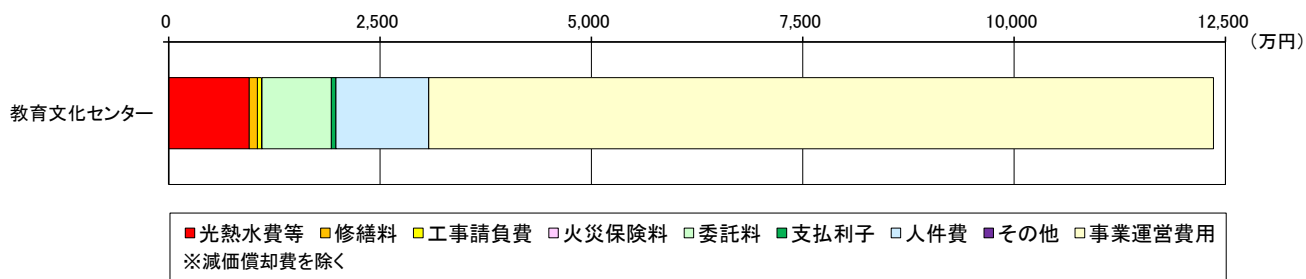 0 2,500 5,000 7,500 10,000 12,500
（万円）
教育文化センター
■光熱水費等 ■修繕料 ■工事請負費 ■火災保険料 ■委託料 ■支払利子 ■人件費 ■その他 ■事業運営費用
※減価償却費を除く